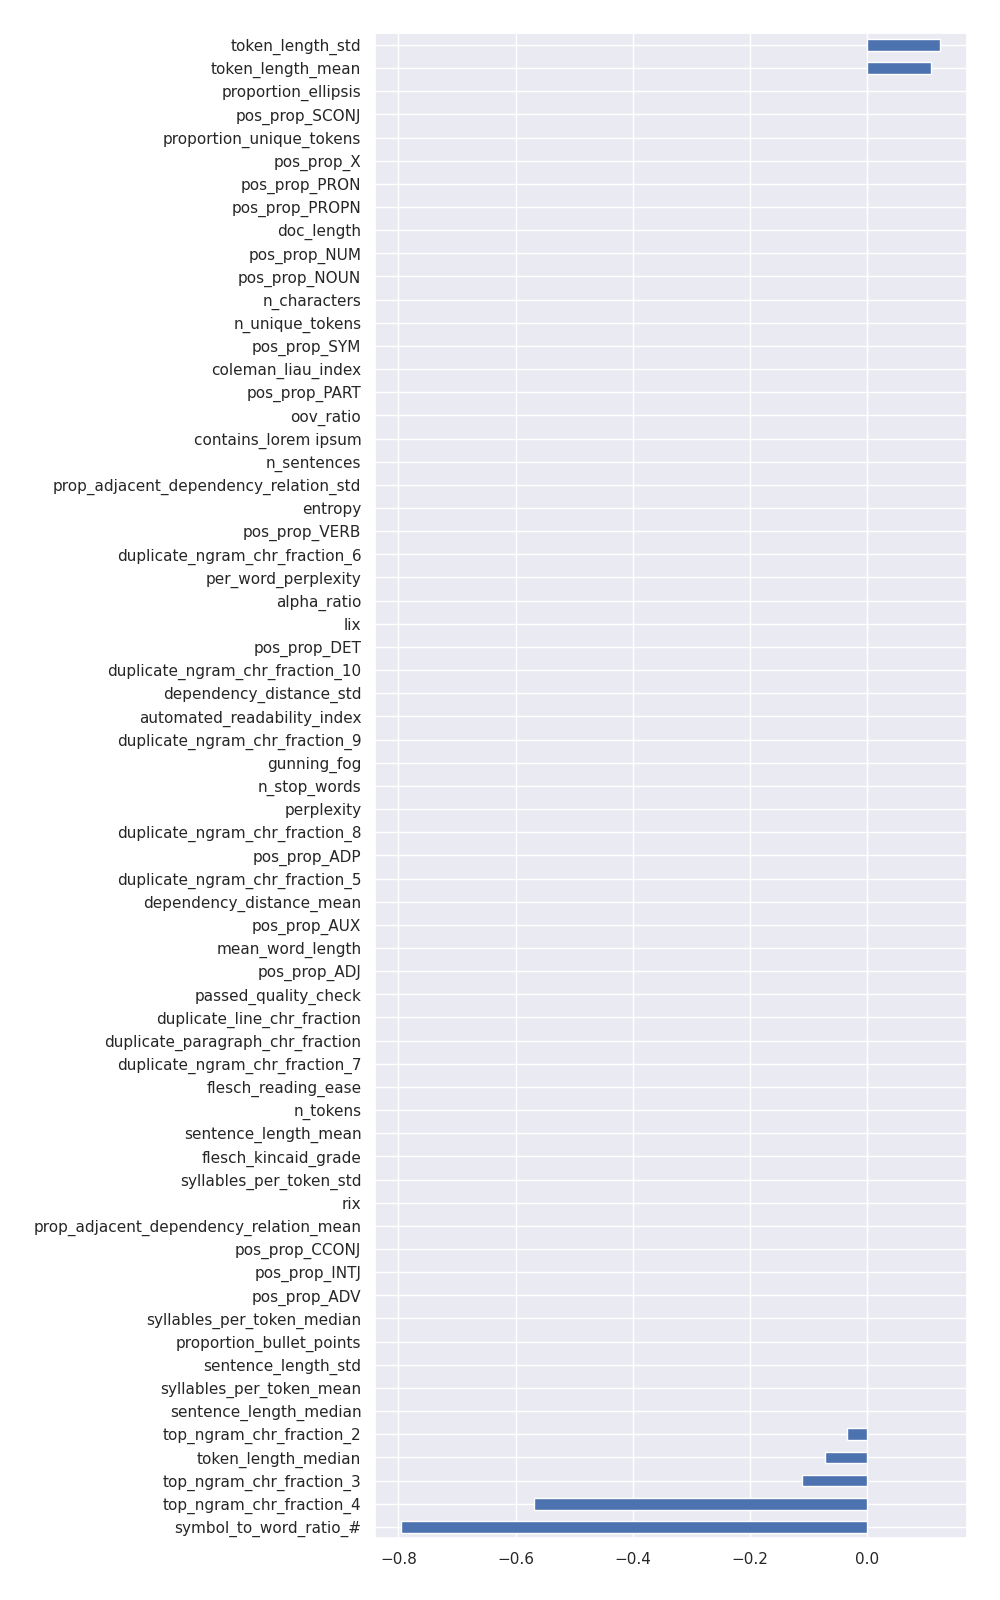 token_length_std
token_length_mean
proportion_ellipsis
pos_prop_SCONJ
proportion_unique_tokens
pos_prop_X
pos_prop_PRON
pos_prop_PROPN
doc_length
pos_prop_NUM
pos_prop_NOUN
n_characters
n_unique_tokens
pos_prop_SYM
coleman_liau_index
pos_prop_PART
oov_ratio
contains_lorem ipsum
n_sentences
prop_adjacent_dependency_relation_std
entropy
pos_prop_VERB
duplicate_ngram_chr_fraction_6
per_word_perplexity
alpha_ratio
lix
pos_prop_DET
duplicate_ngram_chr_fraction_10
dependency_distance_std
automated_readability_index
duplicate_ngram_chr_fraction_9
gunning_fog
n_stop_words
perplexity
duplicate_ngram_chr_fraction_8
pos_prop_ADP
duplicate_ngram_chr_fraction_5
dependency_distance_mean
pos_prop_AUX
mean_word_length
pos_prop_ADJ
passed_quality_check
duplicate_line_chr_fraction
duplicate_paragraph_chr_fraction
duplicate_ngram_chr_fraction_7
flesch_reading_ease
n_tokens
sentence_length_mean
flesch_kincaid_grade
syllables_per_token_std
rix
prop_adjacent_dependency_relation_mean
pos_prop_CCONJ
pos_prop_INTJ
pos_prop_ADV
syllables_per_token_median
proportion_bullet_points
sentence_length_std
syllables_per_token_mean
sentence_length_median
top_ngram_chr_fraction_2
token_length_median
top_ngram_chr_fraction_3
top_ngram_chr_fraction_4
symbol_to_word_ratio_#
−0.8 −0.6 −0.4 −0.2 0.0